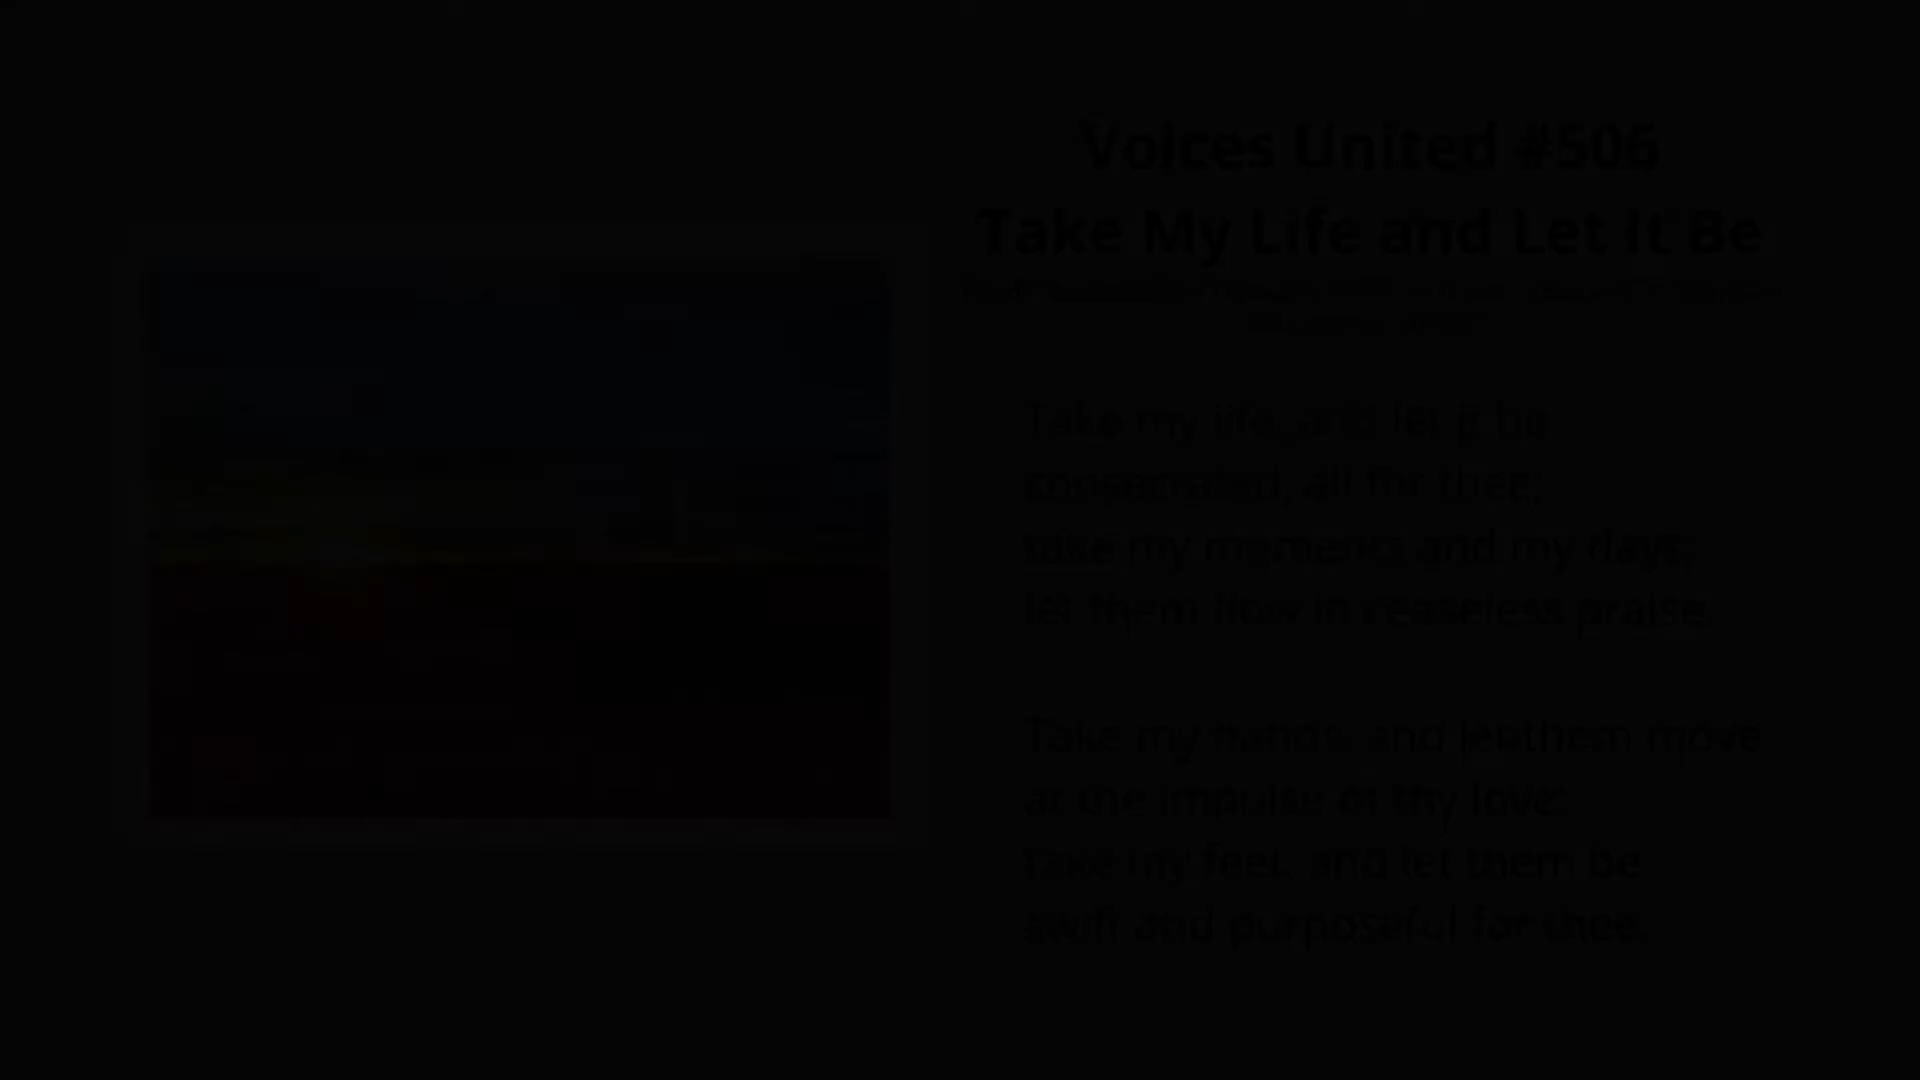 Voices United #506
Take My Life and Let It Be
Take my life, and let it be
consecrated, all for thee;
take my moments and my days;
let them flow in ceaseless praise.
Take my hands, and let them move
at the impulse of thy love;
take my feet, and let them be
swift and purposeful for thee.